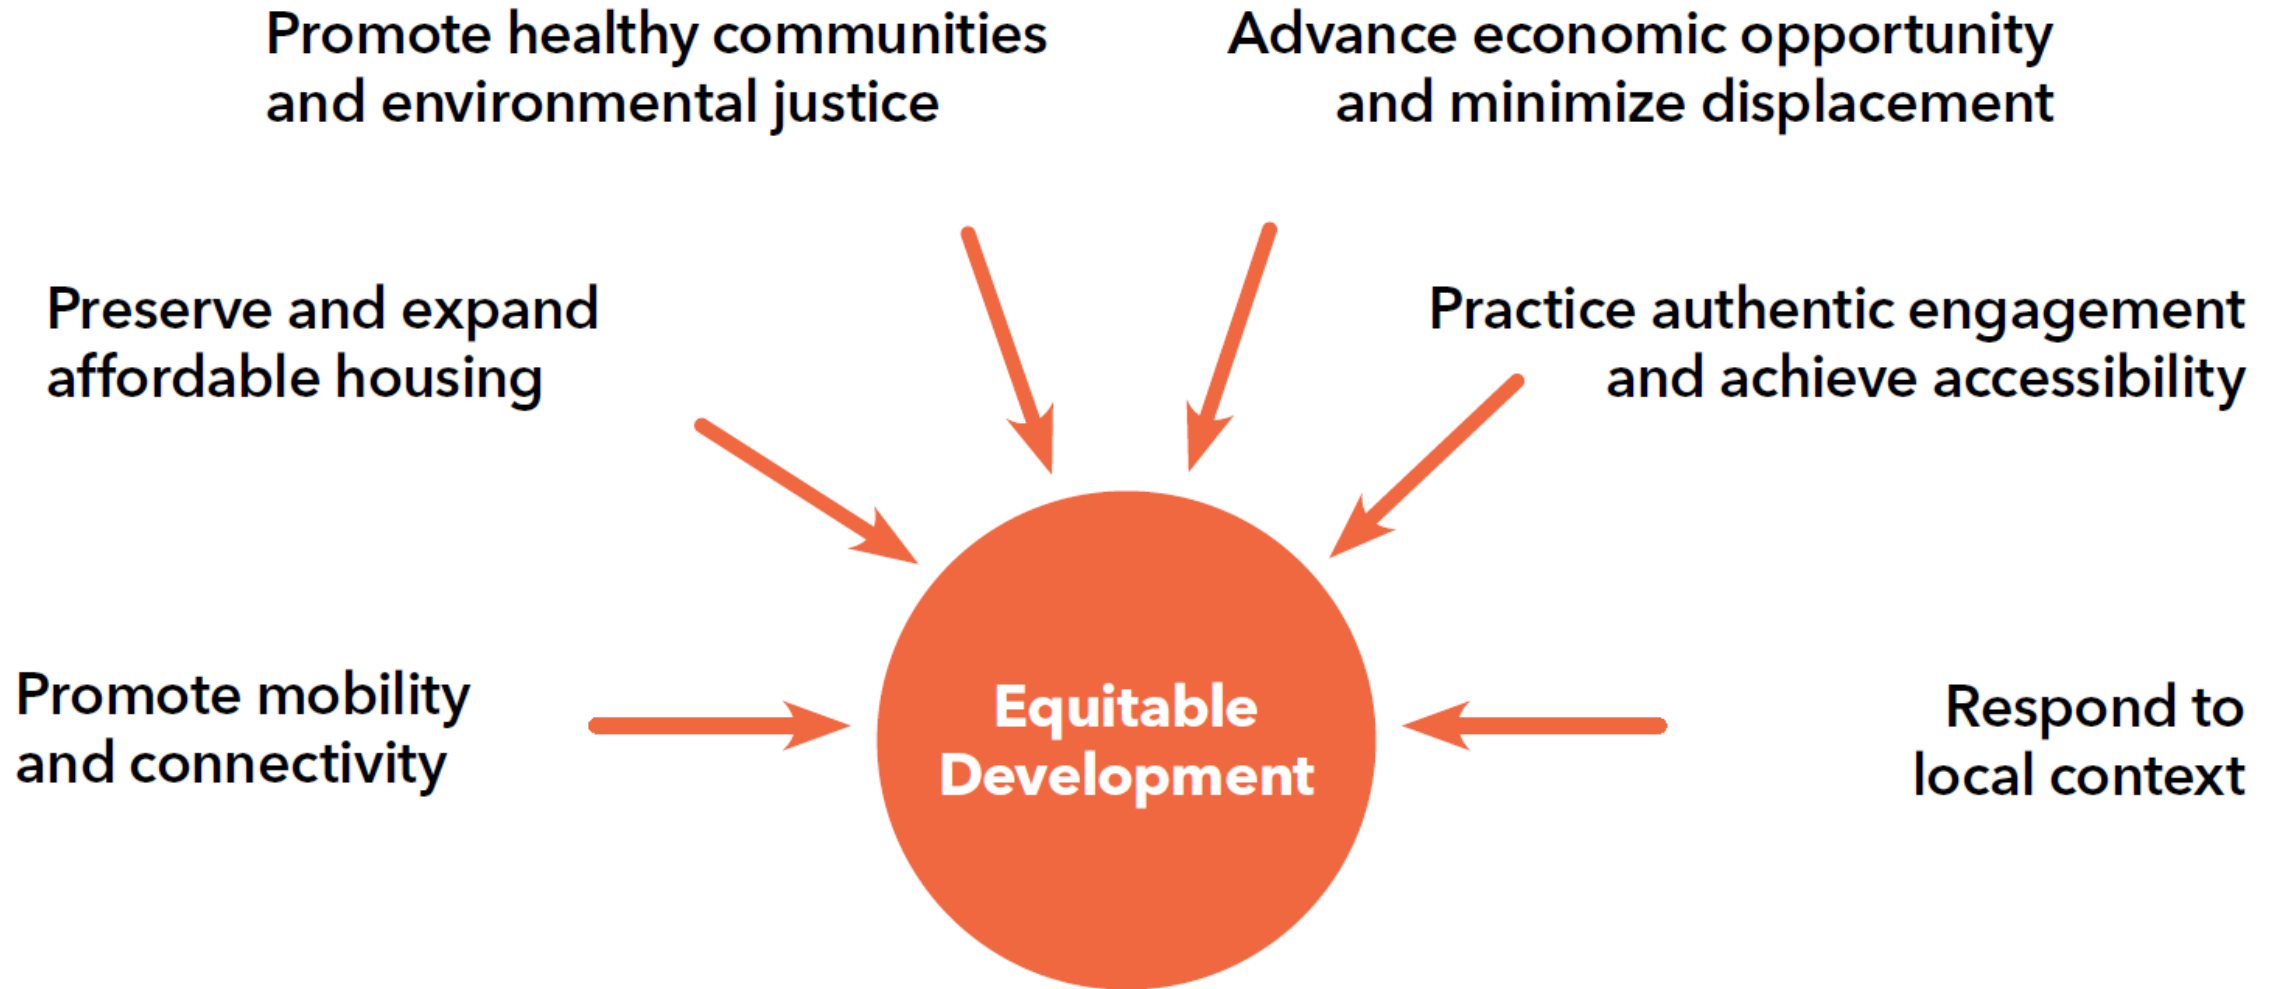 Promote healthy communities
and environmental justice
Advance economic opportunity
and minimize displacement
Preserve and expand
affordable housing
Practice authentic engagement
and achieve accessibility
Promote mobility
and connectivity
Equitable
Development
Respond to
local context